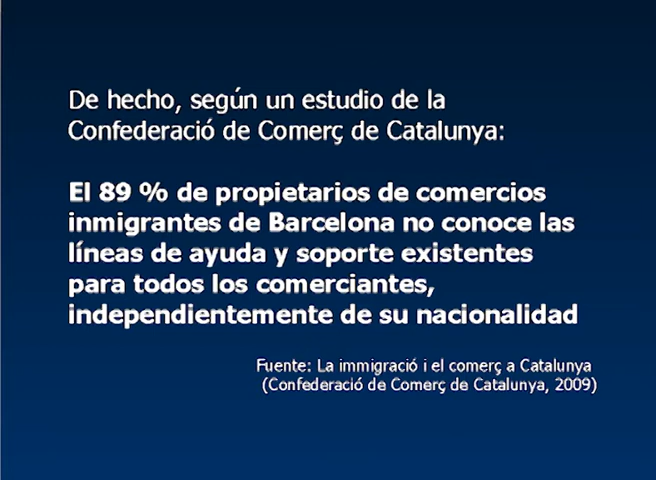 De hecho, según un estudio de la
Confederació de Comerç de Catalunya:
El 89 % de propietarios de comercios
inmigrantes de Barcelona no conoce las
líneas de ayuda y soporte existentes
para todos los comerciantes,
independientemente de su nacionalidad
Fuente: La immigració i el comerç a Catalunya
(Confederació de Comerç de Catalunya, 2009)